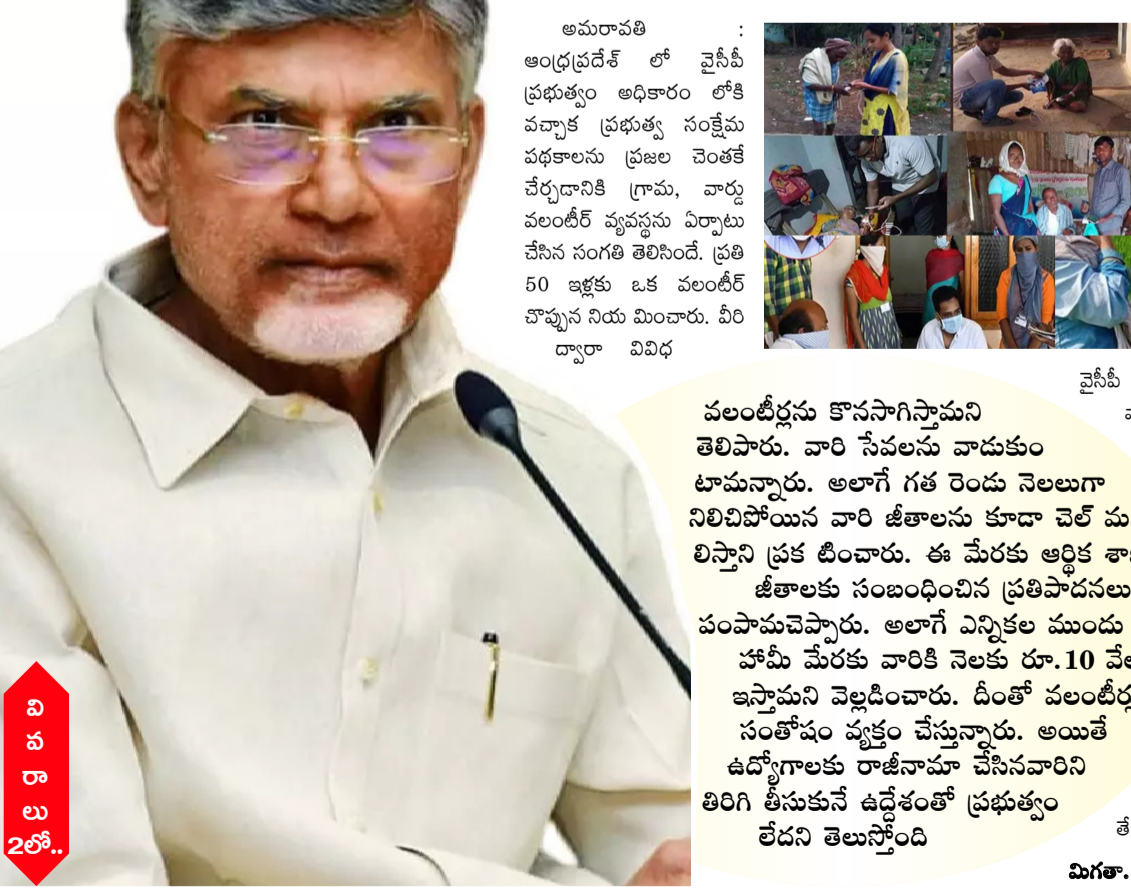 అమరావతి :
ఆంధ్రప్రదేశ్ లో వైసీపీ
ప్రభుత్వం అధికారం లోకి
వచ్చాక ప్రభుత్వ సంక్షేమ
పథకాలను ప్రజల చెంతకే
చేర్చడానికి గ్రామ, వార్డు
వలంటీర్ వ్యవస్థను ఏర్పాటు
చేసిన సంగతి తెలిసిందే. ప్రతి
50 ఇళ్లకు ఒక వలంటీర్
చొప్పున నియ మించారు. వీరి
ద్వారా వివిధ
వైసీపీ
వలంటీర్లను కొనసాగిస్తామని
తెలిపారు. వారి సేవలను వాడుకుం
టామన్నారు. అలాగే గత రెండు నెలలుగా
నిలిచిపోయిన వారి జీతాలను కూడా చెల్ మ
లిస్తాని ప్రక టించారు. ఈ మేరకు ఆర్థిక
జీతాలకు సంబంధించిన ప్రతిపాదనలు
పంపామచెప్పారు. అలాగే ఎన్నికల ముందు
హామీ మేరకు వారికి నెలకు రూ.10
ఇస్తామని వెల్లడించారు. దీంతో
సంతోషం వ్యక్తం చేస్తున్నారు. అయితే
ఉద్యోగాలకు రాజీనామా చేసినవారిని
తిరిగి తీసుకునే ఉద్దేశంతో ప్రభుత్వం
లేదని తెలుస్తోంది
తే
మిగతా.
వి
వ
రా
లు
2లో..